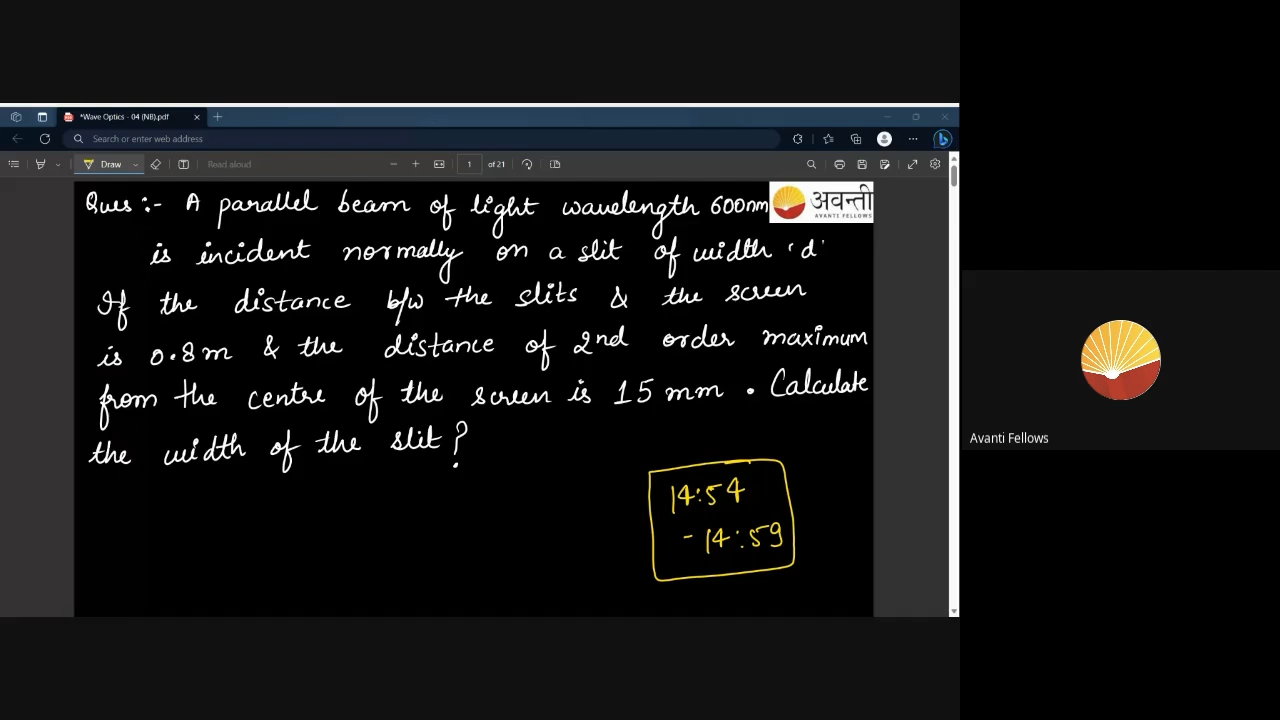 *Wave Optics - 04 (NB).pdf
Search or enter web address
Draw
Read aloud
1 of 21
Ques :- A parallel beam of light wavelength 600nm
अवन्ती
AVANTI FELLOWS
is incident normally on a slit of width 'd'
If the distance b/w the slits & the screen
is 0.8m & the distance of 2nd order maximum
from the centre of the screen is 15 mm . Calculate
the width of the slit ?
14:54
- 14:59
Avanti Fellows